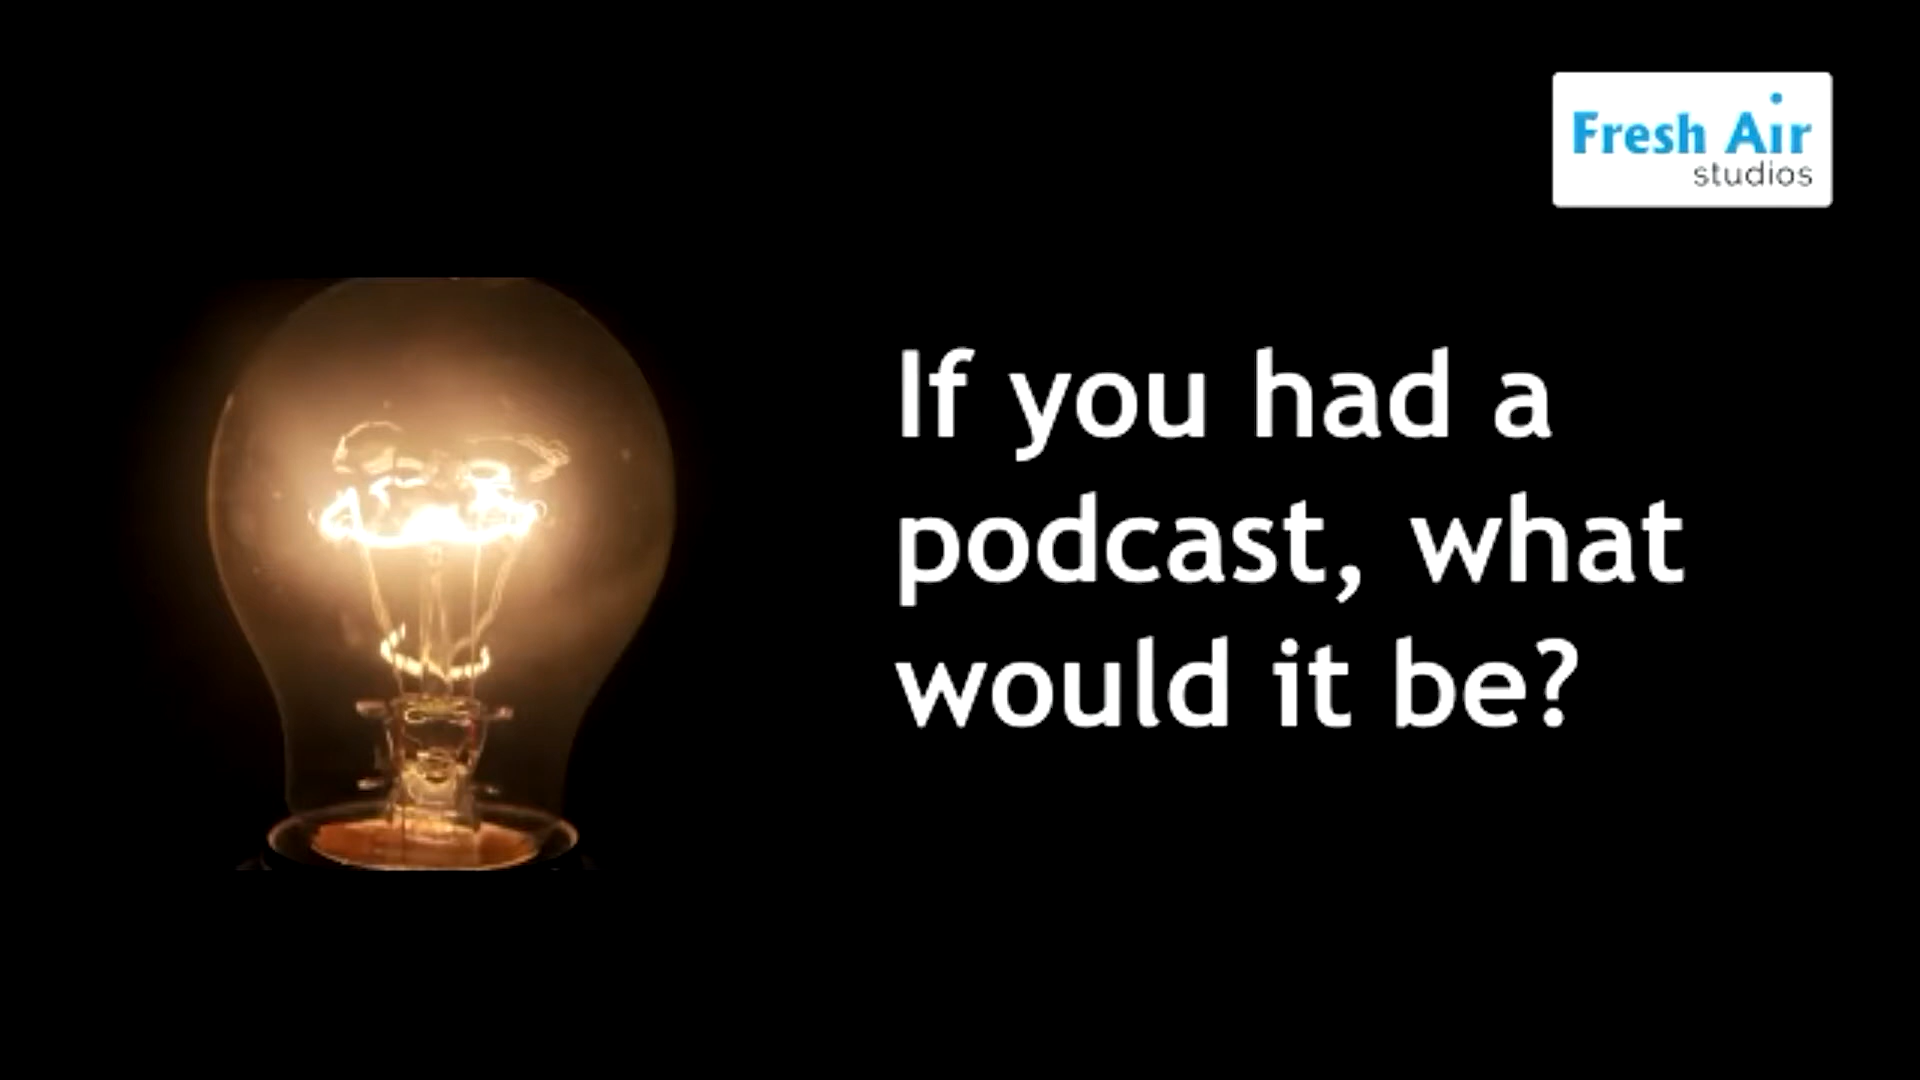 Fresh Air
studios
If you had a
podcast, what
would it be?